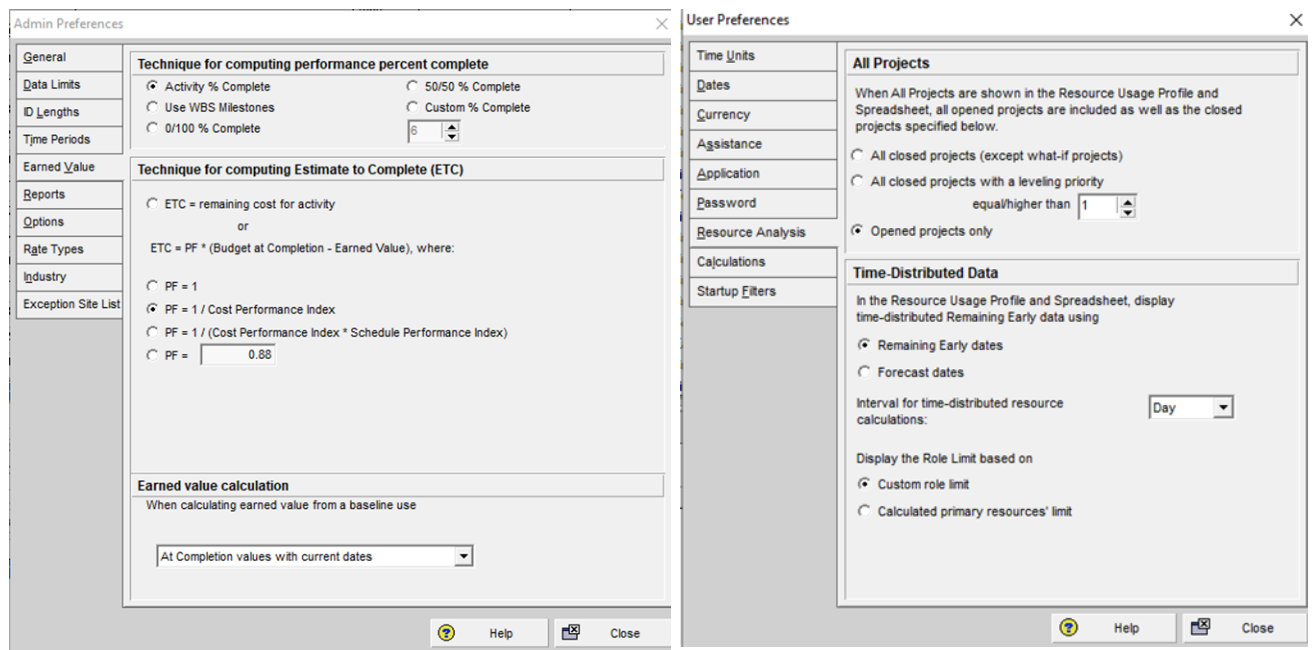 Admin Preferences
General
Data Limits
ID Lengths
Time Periods
Earned Value
Reports
Options
Rate Types
Industry
Exception Site List
Technique for computing performance percent complete
Activity % Complete
50/50 % Complete
Use WBS Milestones
Custom % Complete
0/100 % Complete
6
Technique for computing Estimate to Complete (ETC)
ETC = remaining cost for activity
or
ETC = PF * (Budget at Completion - Earned Value), where:
PF = 1
PF = 1 / Cost Performance Index
PF = 1 / (Cost Performance Index * Schedule Performance Index)
PF = 0.88
Earned value calculation
When calculating earned value from a baseline use
At Completion values with current dates
Help
Close
User Preferences
Time Units
Dates
Currency
Assistance
Application
Password
Resource Analysis
Calculations
Startup Filters
All Projects
When All Projects are shown in the Resource Usage Profile and
Spreadsheet, all opened projects are included as well as the closed
projects specified below.
All closed projects (except what-if projects)
All closed projects with a leveling priority
equal/higher than 1
Opened projects only
Time-Distributed Data
In the Resource Usage Profile and Spreadsheet, display
time-distributed Remaining Early data using
Remaining Early dates
Forecast dates
Interval for time-distributed resource
calculations:
Day
Display the Role Limit based on
Custom role limit
Calculated primary resources' limit
Help
Close